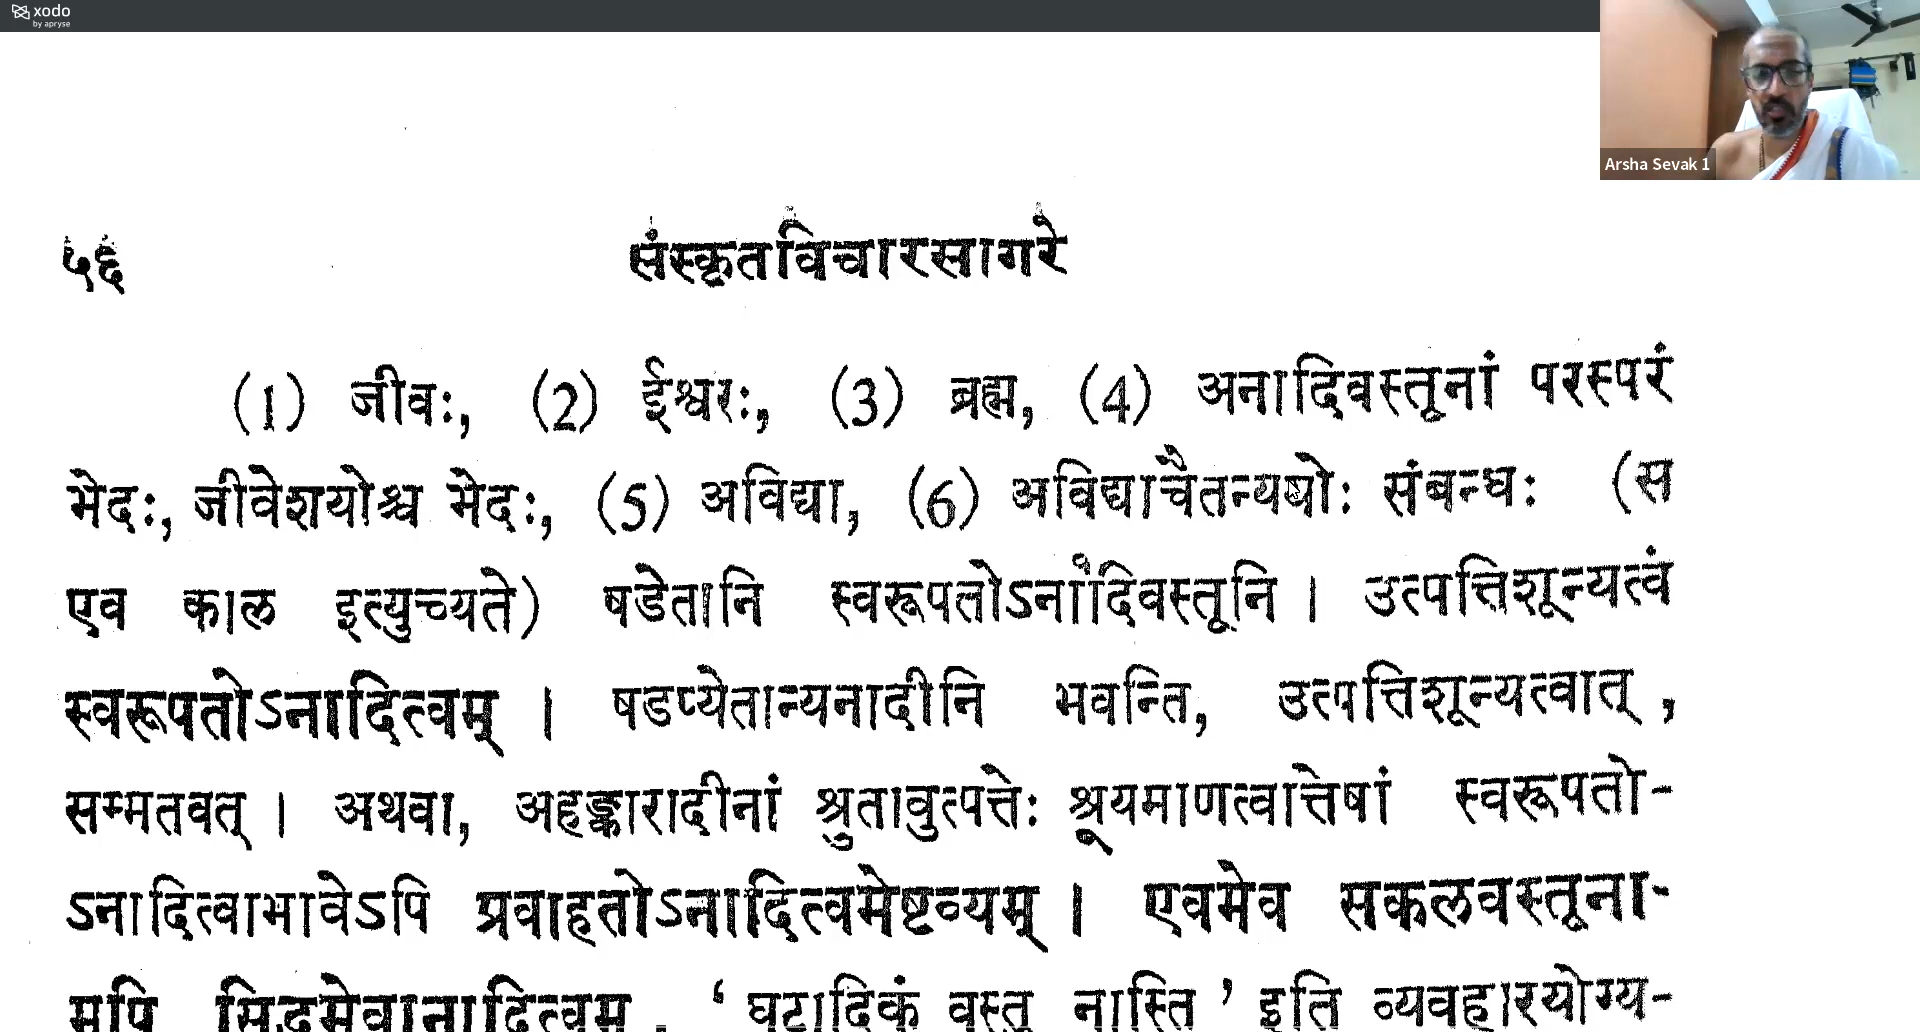 xodo
by apryse
Arsha Sevak 1
५६ संस्कृतविचारसागरे
(1) जीवः, (2) ईश्वरः, (3) ब्रह्म, (4) अनादिवस्तूनां परस्परं
भेदः, जीवेशयोश्च भेदः, (5) अविद्या, (6) अविद्याचैतन्ययोः संबन्धः (स
एव काल इत्युच्यते) षडेतानि स्वरूपतोऽनादिवस्तूनि । उत्पत्तिशून्यत्वं
स्वरूपतोऽनादित्वम् । षडप्येतान्यनादीनि भवन्ति, उत्पत्तिशून्यत्वात्,
सम्मतवत् । अथवा, अहङ्कारादीनां श्रुतावुत्पत्तेः श्रूयमाणत्वात्तेषां स्वरूपतो-
ऽनादित्वाभावेऽपि प्रवाहतोऽनादित्वमेष्टव्यम् । एवमेव सकलवस्तूना-
मपि सिद्धमेवानादित्वम् . ‘ घटादिकं वस्तु नास्ति ’ इति व्यवहारयोग्य-